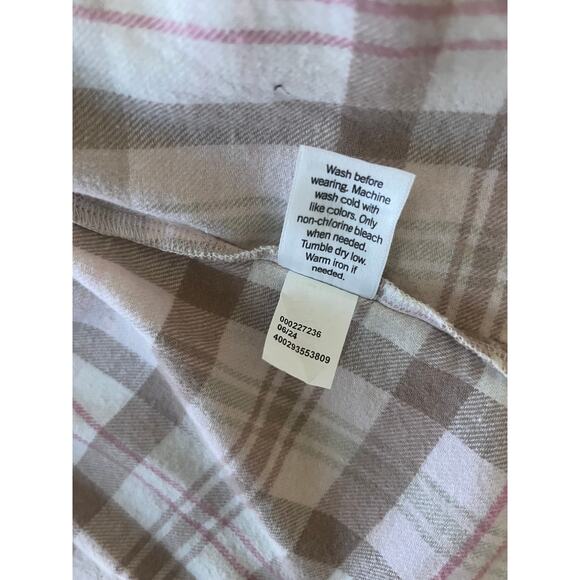 Wash before
wearing. Machine
wash cold with
like colors. Only
non-chlorine bleach
when needed.
Tumble dry low.
Warm iron if
needed.
000227236
06/24
400293553809